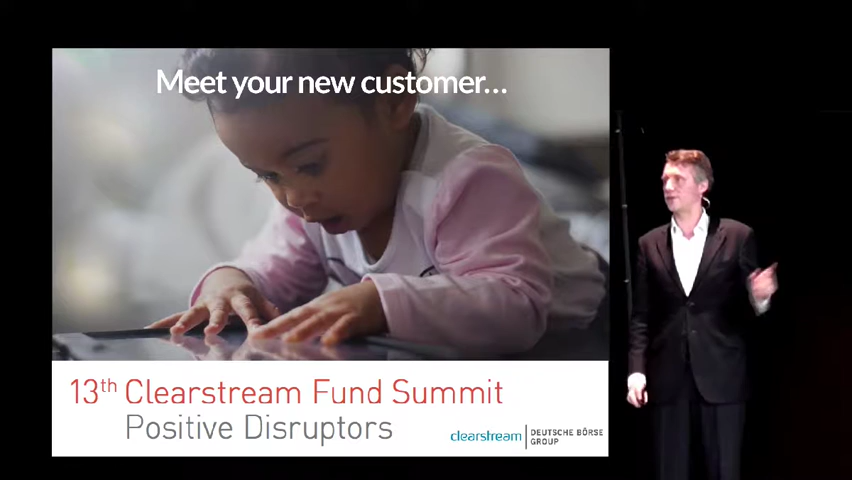 Meet your new customer...
13th Clearstream Fund Summit
Positive Disruptors
clearstream
DEUTSCHE BÖRSE
GROUP